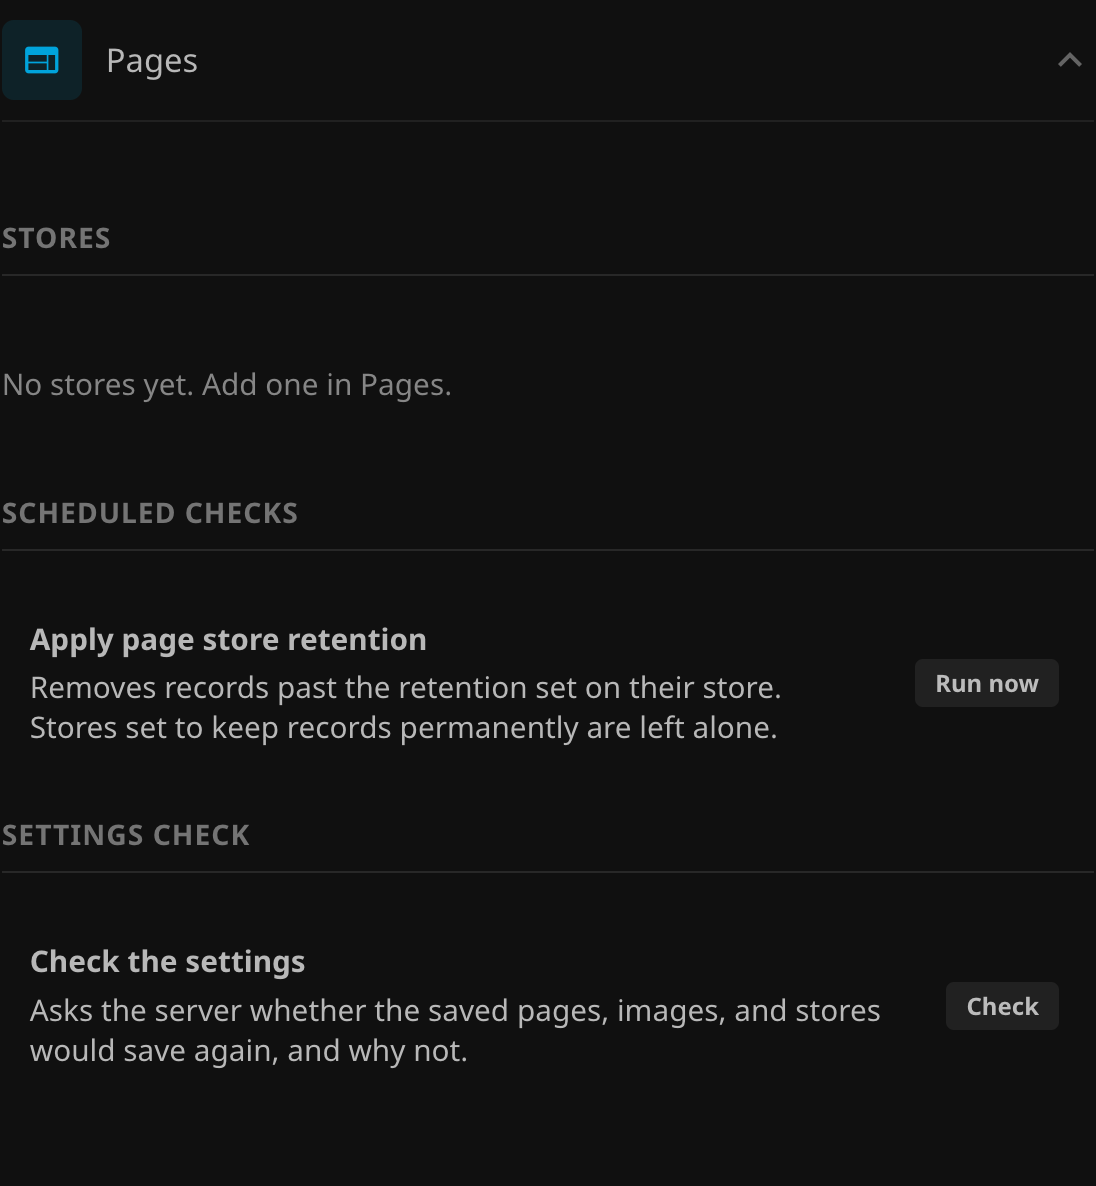 Pages
STORES
No stores yet. Add one in Pages.
SCHEDULED CHECKS
Apply page store retention
Removes records past the retention set on their store.
Stores set to keep records permanently are left alone.
Run now
SETTINGS CHECK
Check the settings
Asks the server whether the saved pages, images, and stores
would save again, and why not.
Check